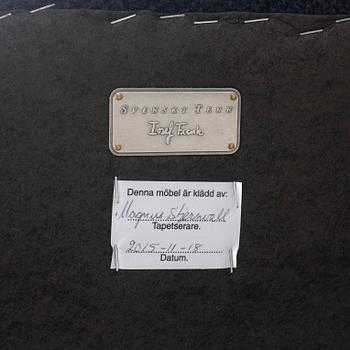 SVENSKT TENN
Josef Frank
Denna möbel är klädd av:
Magnus Stjernvall
Tapetserare.
2015-11-18
Datum.